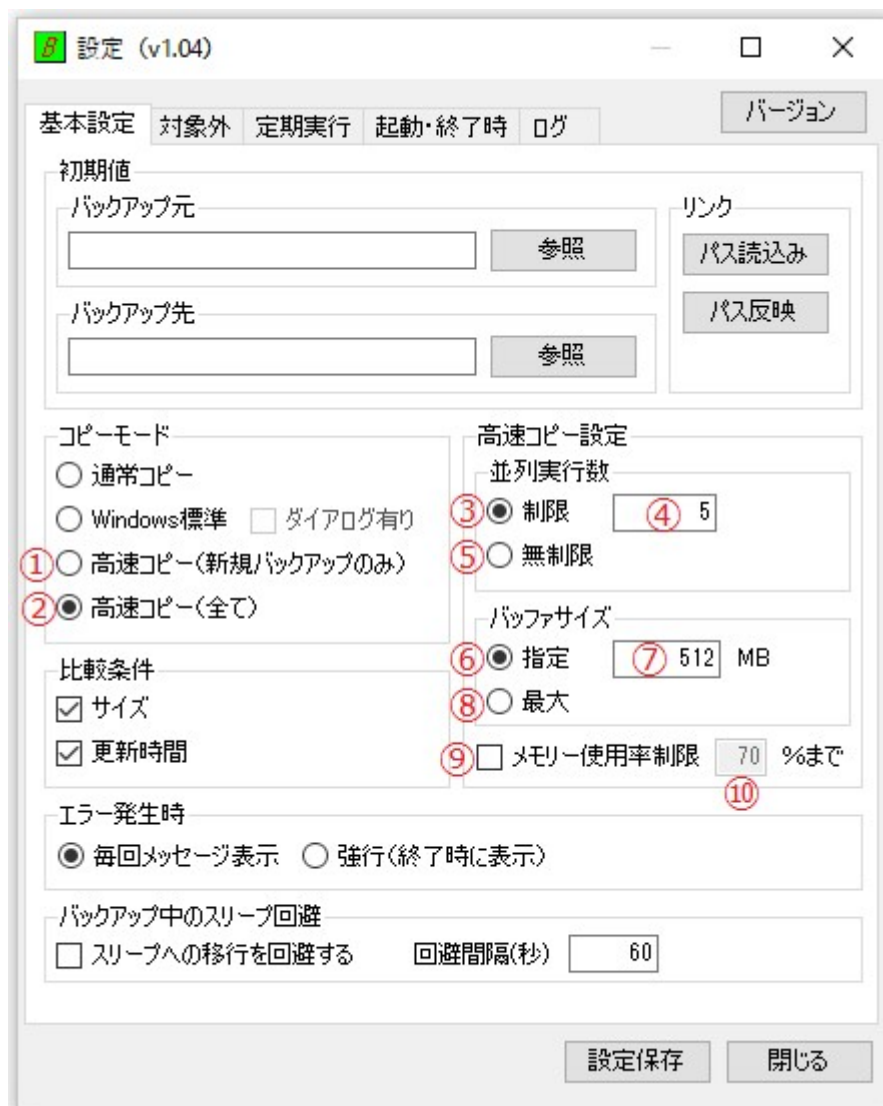 設定 (v1.04)
バージョン
基本設定 対象外 定期実行 起動・終了時 ログ
初期値
バックアップ元
参照
バックアップ先
参照
リンク
パス読込み
パス反映
コピーモード
通常コピー
Windows標準 ダイアログ有り
① 高速コピー(新規バックアップのみ)
② 高速コピー(全て)
高速コピー設定
並列実行数
③ 制限 ④ 5
⑤ 無制限
バッファサイズ
⑥ 指定 ⑦ 512 MB
⑧ 最大
⑨ メモリー使用率制限 70 %まで
⑩
比較条件
サイズ
更新時間
エラー発生時
毎回メッセージ表示 強行(終了時に表示)
バックアップ中のスリープ回避
スリープへの移行を回避する 回避間隔(秒) 60
設定保存 閉じる